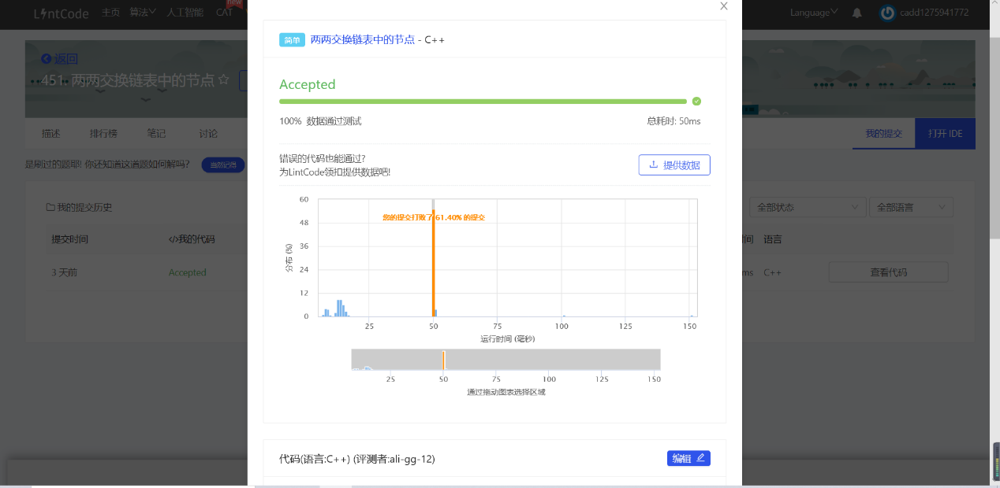 LintCode 主页 算法 人工智能 CAT new Language cadd1275941772
返回
451. 两两交换链表中的节点
描述 排行榜 笔记 讨论 我的提交 打开 IDE
是刷过的题耶! 你还知道这道题如何解吗? 当然记得
我的提交历史 全部状态 全部语言
提交时间 </>我的代码 语言
3 天前 Accepted ms C++ 查看代码
X
简单 两两交换链表中的节点 - C++
Accepted
100% 数据通过测试 总耗时: 50ms
错误的代码也能通过?
为LintCode领扣提供数据吧!
提供数据
60
48
36
24
12
0
分布 (%)
您的提交打败了61.40% 的提交
25 50 75 100 125 150
运行时间 (毫秒)
25 50 75 100 125 150
通过拖动图表选择区域
代码(语言:C++) (评测者:ali-gg-12) 编辑